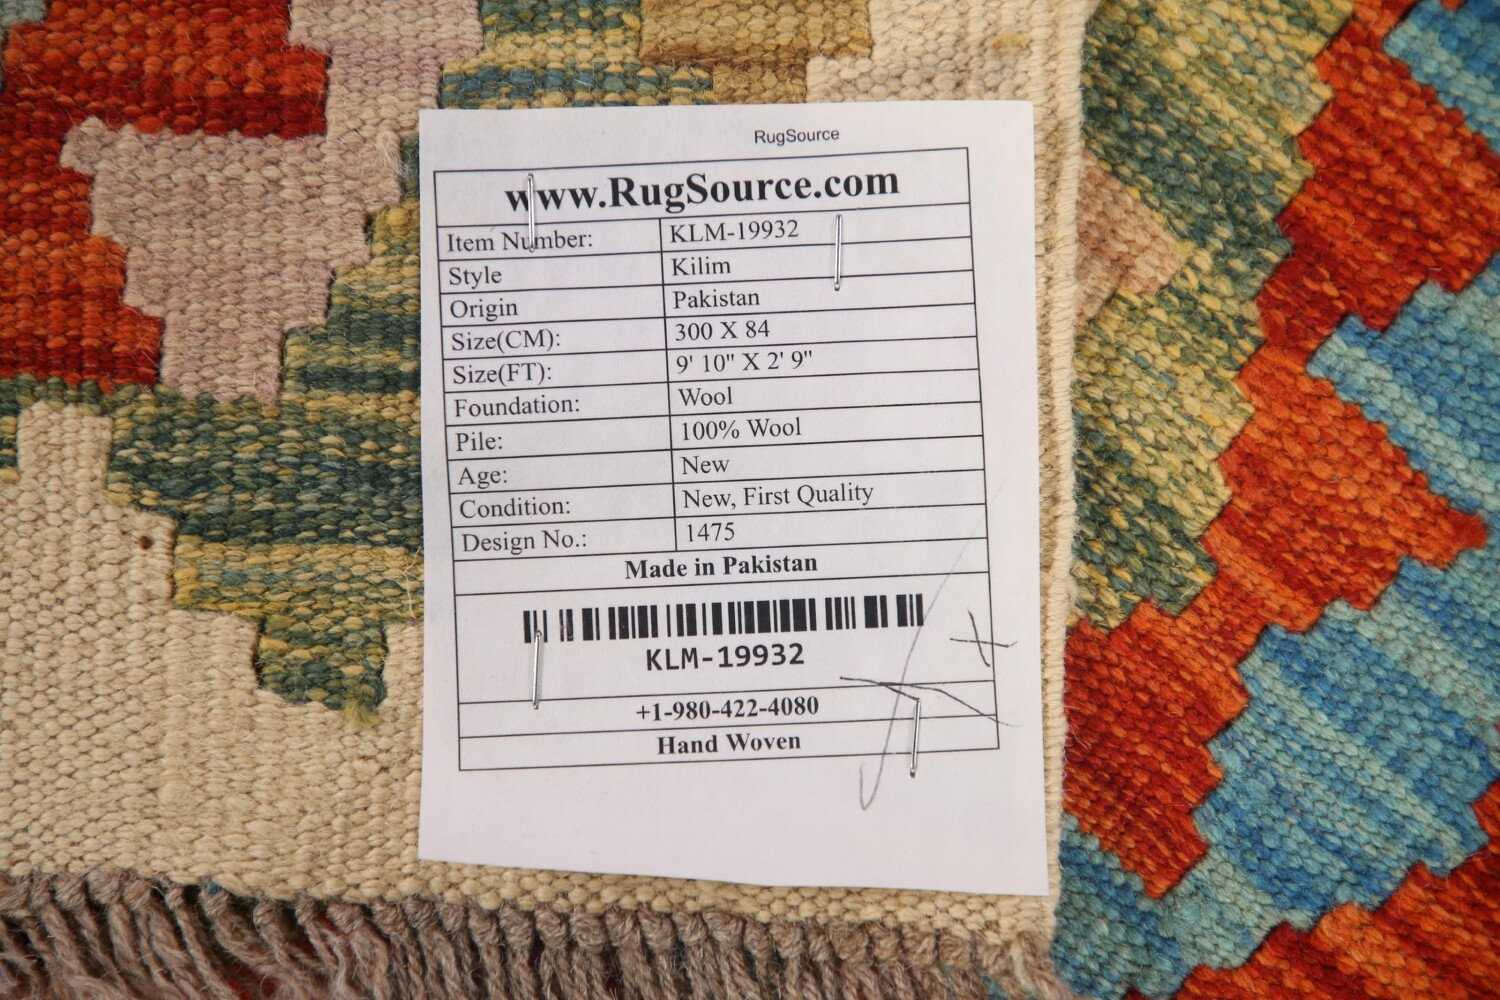 RugSource
www.RugSource.com
Item Number: KLM-19932
Style Kilim
Origin Pakistan
Size(CM): 300 X 84
Size(FT): 9' 10" X 2' 9"
Foundation: Wool
Pile: 100% Wool
Age: New
Condition: New, First Quality
Design No.: 1475
Made in Pakistan
KLM-19932
+1-980-422-4080
Hand Woven